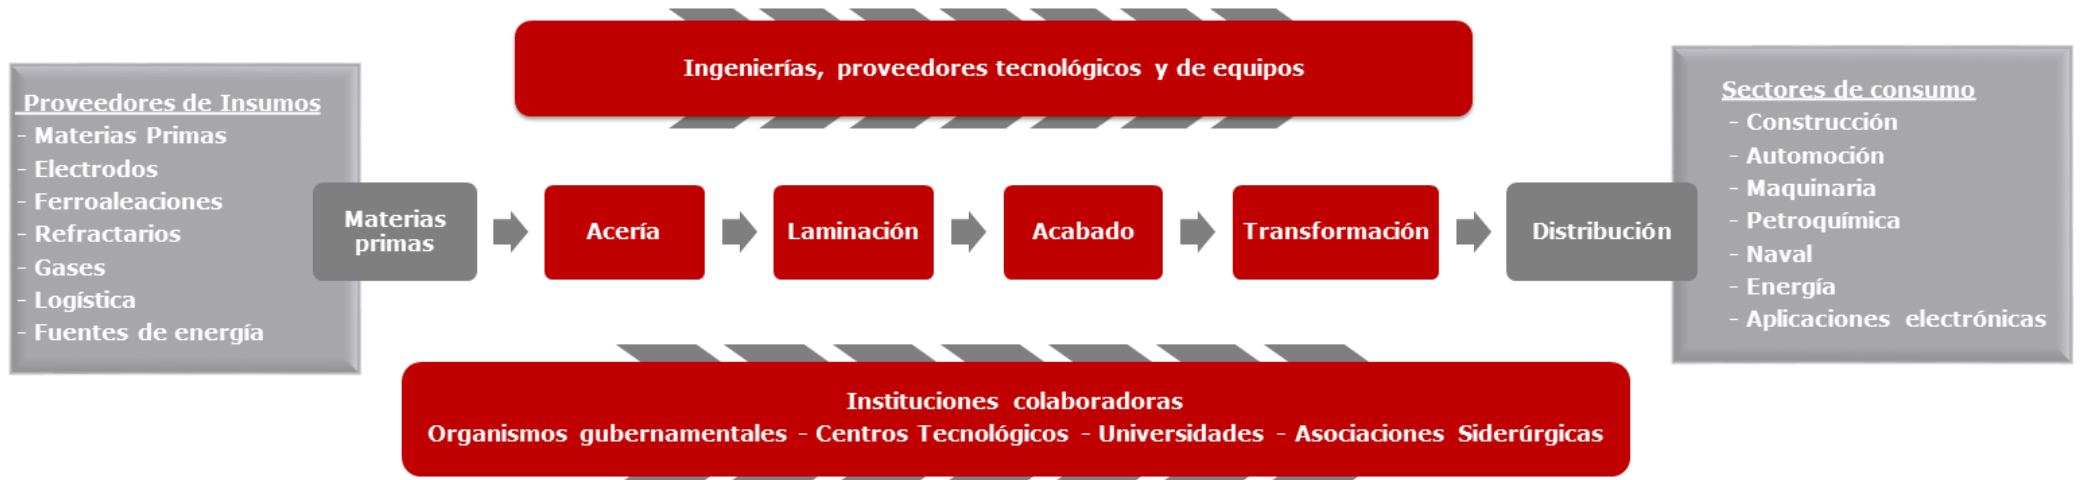 Ingenierías, proveedores tecnológicos y de equipos
Proveedores de Insumos
- Materias Primas
- Electrodos
- Ferroaleaciones
- Refractarios
- Gases
- Logística
- Fuentes de energía
Materias
primas
Acería
Laminación
Acabado
Transformación
Distribución
Sectores de consumo
- Construcción
- Automoción
- Maquinaria
- Petroquímica
- Naval
- Energía
- Aplicaciones electrónicas
Instituciones colaboradoras
Organismos gubernamentales - Centros Tecnológicos - Universidades - Asociaciones Siderúrgicas